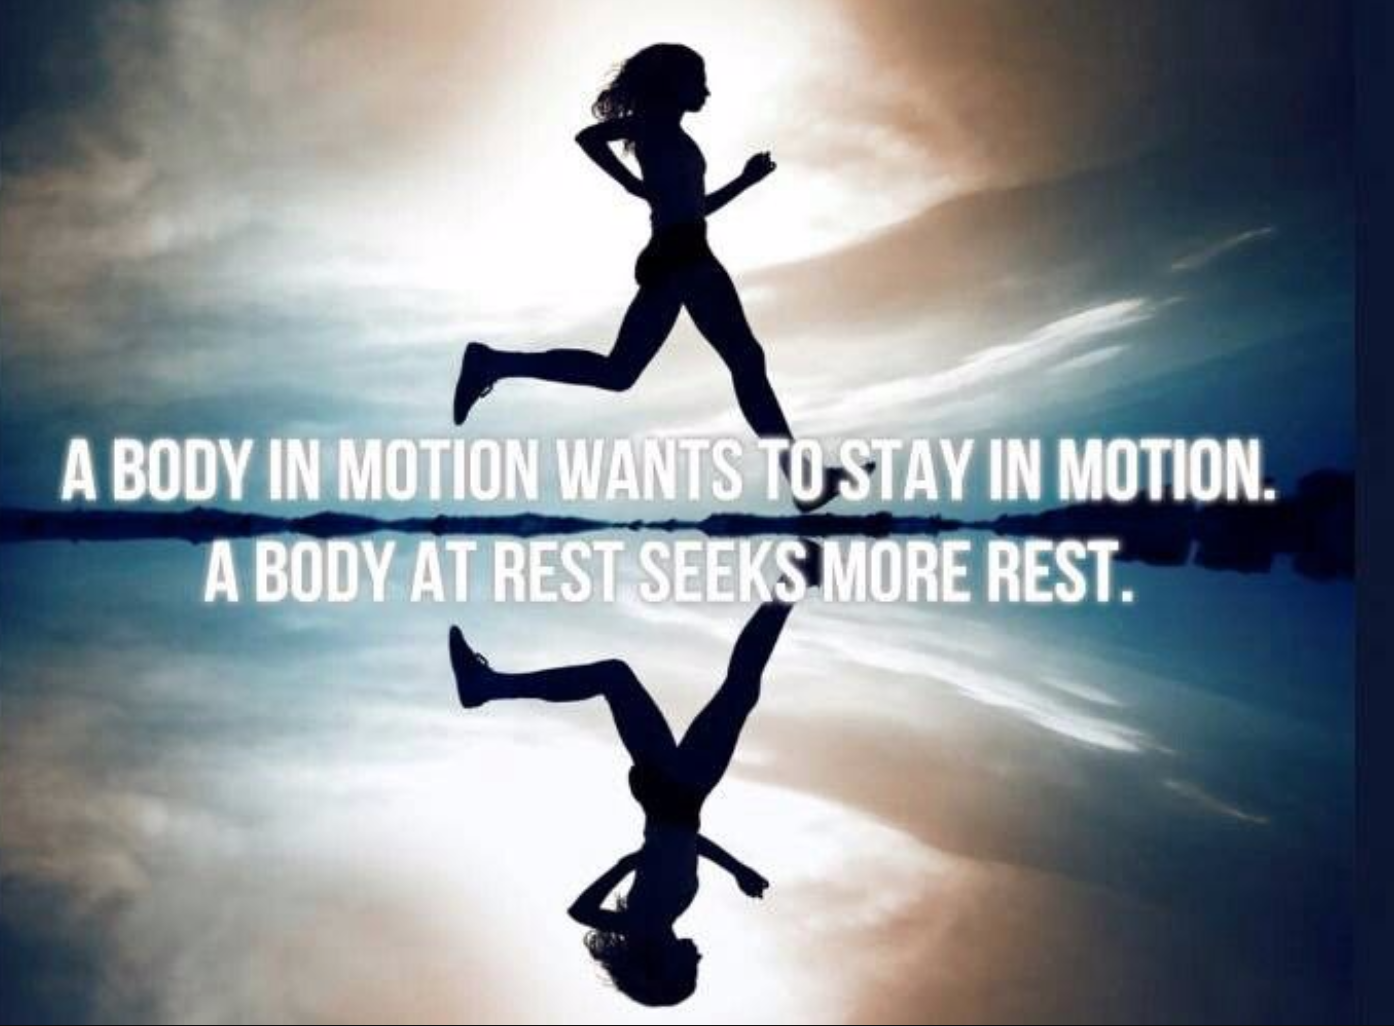 A BODY IN MOTION WANTS TO STAY IN MOTION.
A BODY AT REST SEEKS MORE REST.